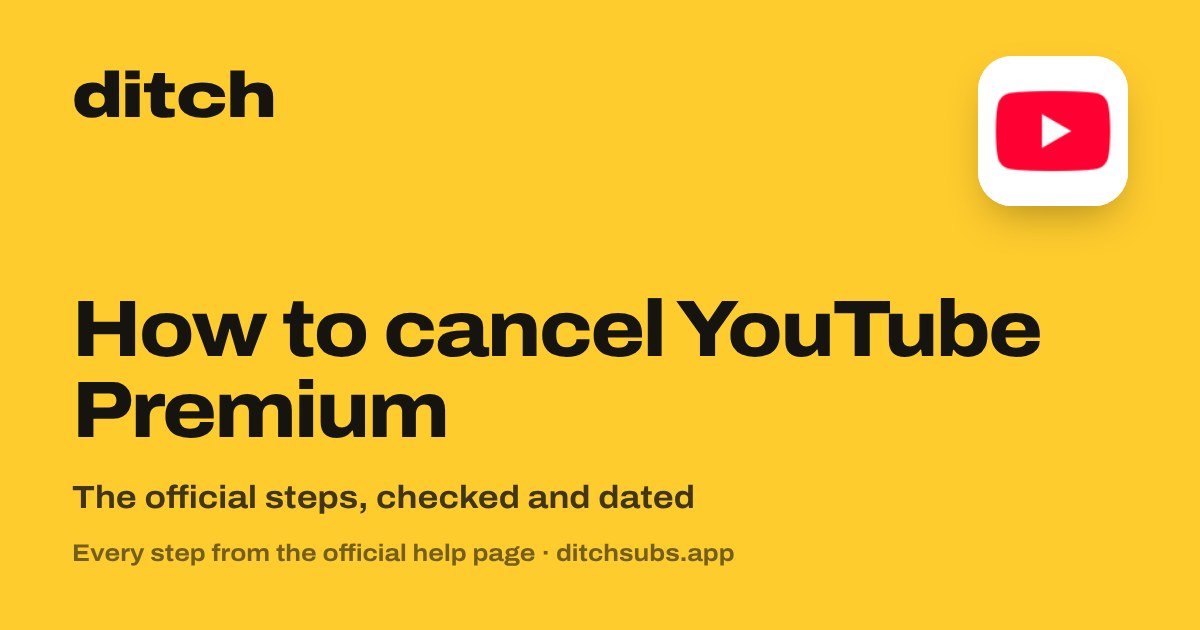 ditch
How to cancel YouTube
Premium
The official steps, checked and dated
Every step from the official help page · ditchsubs.app